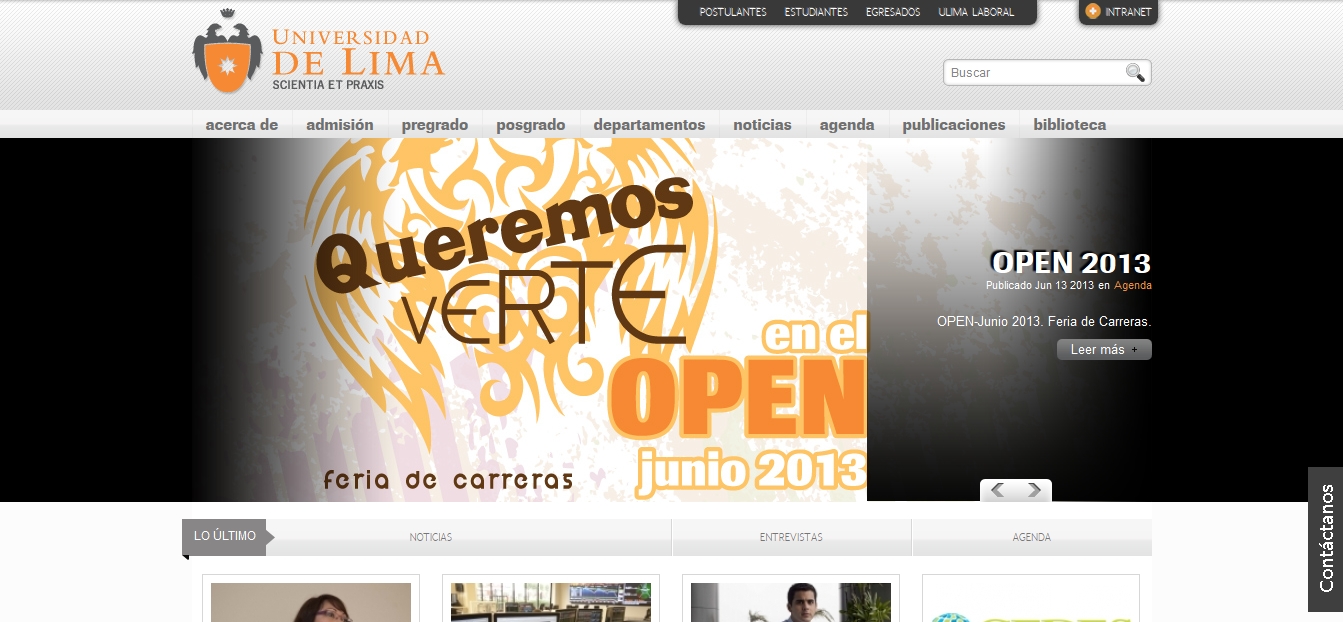 POSTULANTES ESTUDIANTES EGRESADOS ULIMA LABORAL INTRANET
UNIVERSIDAD
DE LIMA
SCIENTIA ET PRAXIS
Buscar
acerca de admisión pregrado posgrado departamentos noticias agenda publicaciones biblioteca
Queremos
VERTE
en el
OPEN
junio 2013
feria de carreras
OPEN 2013
Publicado Jun 13 2013 en Agenda
OPEN-Junio 2013. Feria de Carreras.
Leer más +
Contáctanos
LO ÚLTIMO NOTICIAS ENTREVISTAS AGENDA